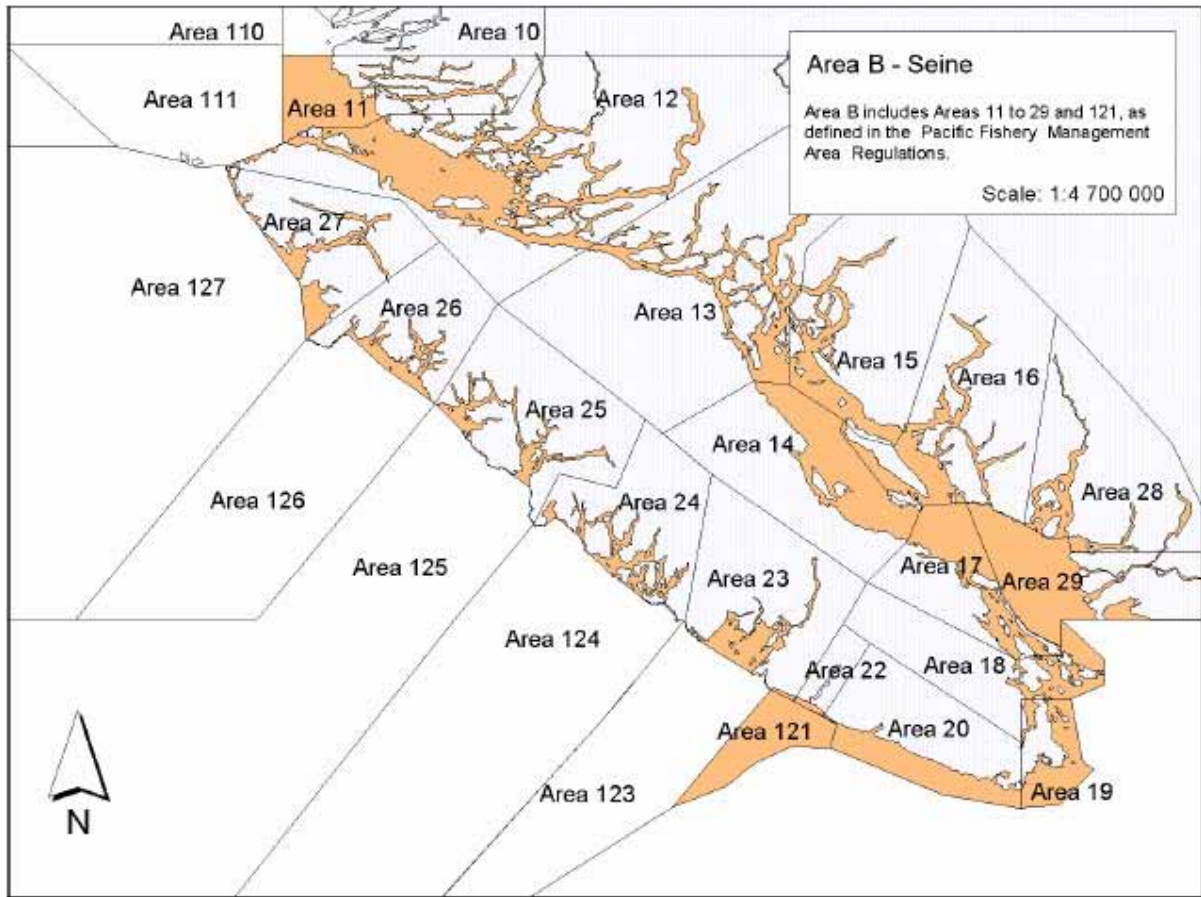 Area 110
Area 10
Area B - Seine
Area B includes Areas 11 to 29 and 121, as
defined in the Pacific Fishery Management
Area Regulations.
Scale: 1:4 700 000
Area 111
Area 11
Area 12
Area 27
Area 127
Area 26
Area 13
Area 15
Area 16
Area 25
Area 14
Area 126
Area 24
Area 28
Area 125
Area 23
Area 17
Area 29
Area 124
Area 22
Area 18
Area 121
Area 20
Area 123
Area 19
N